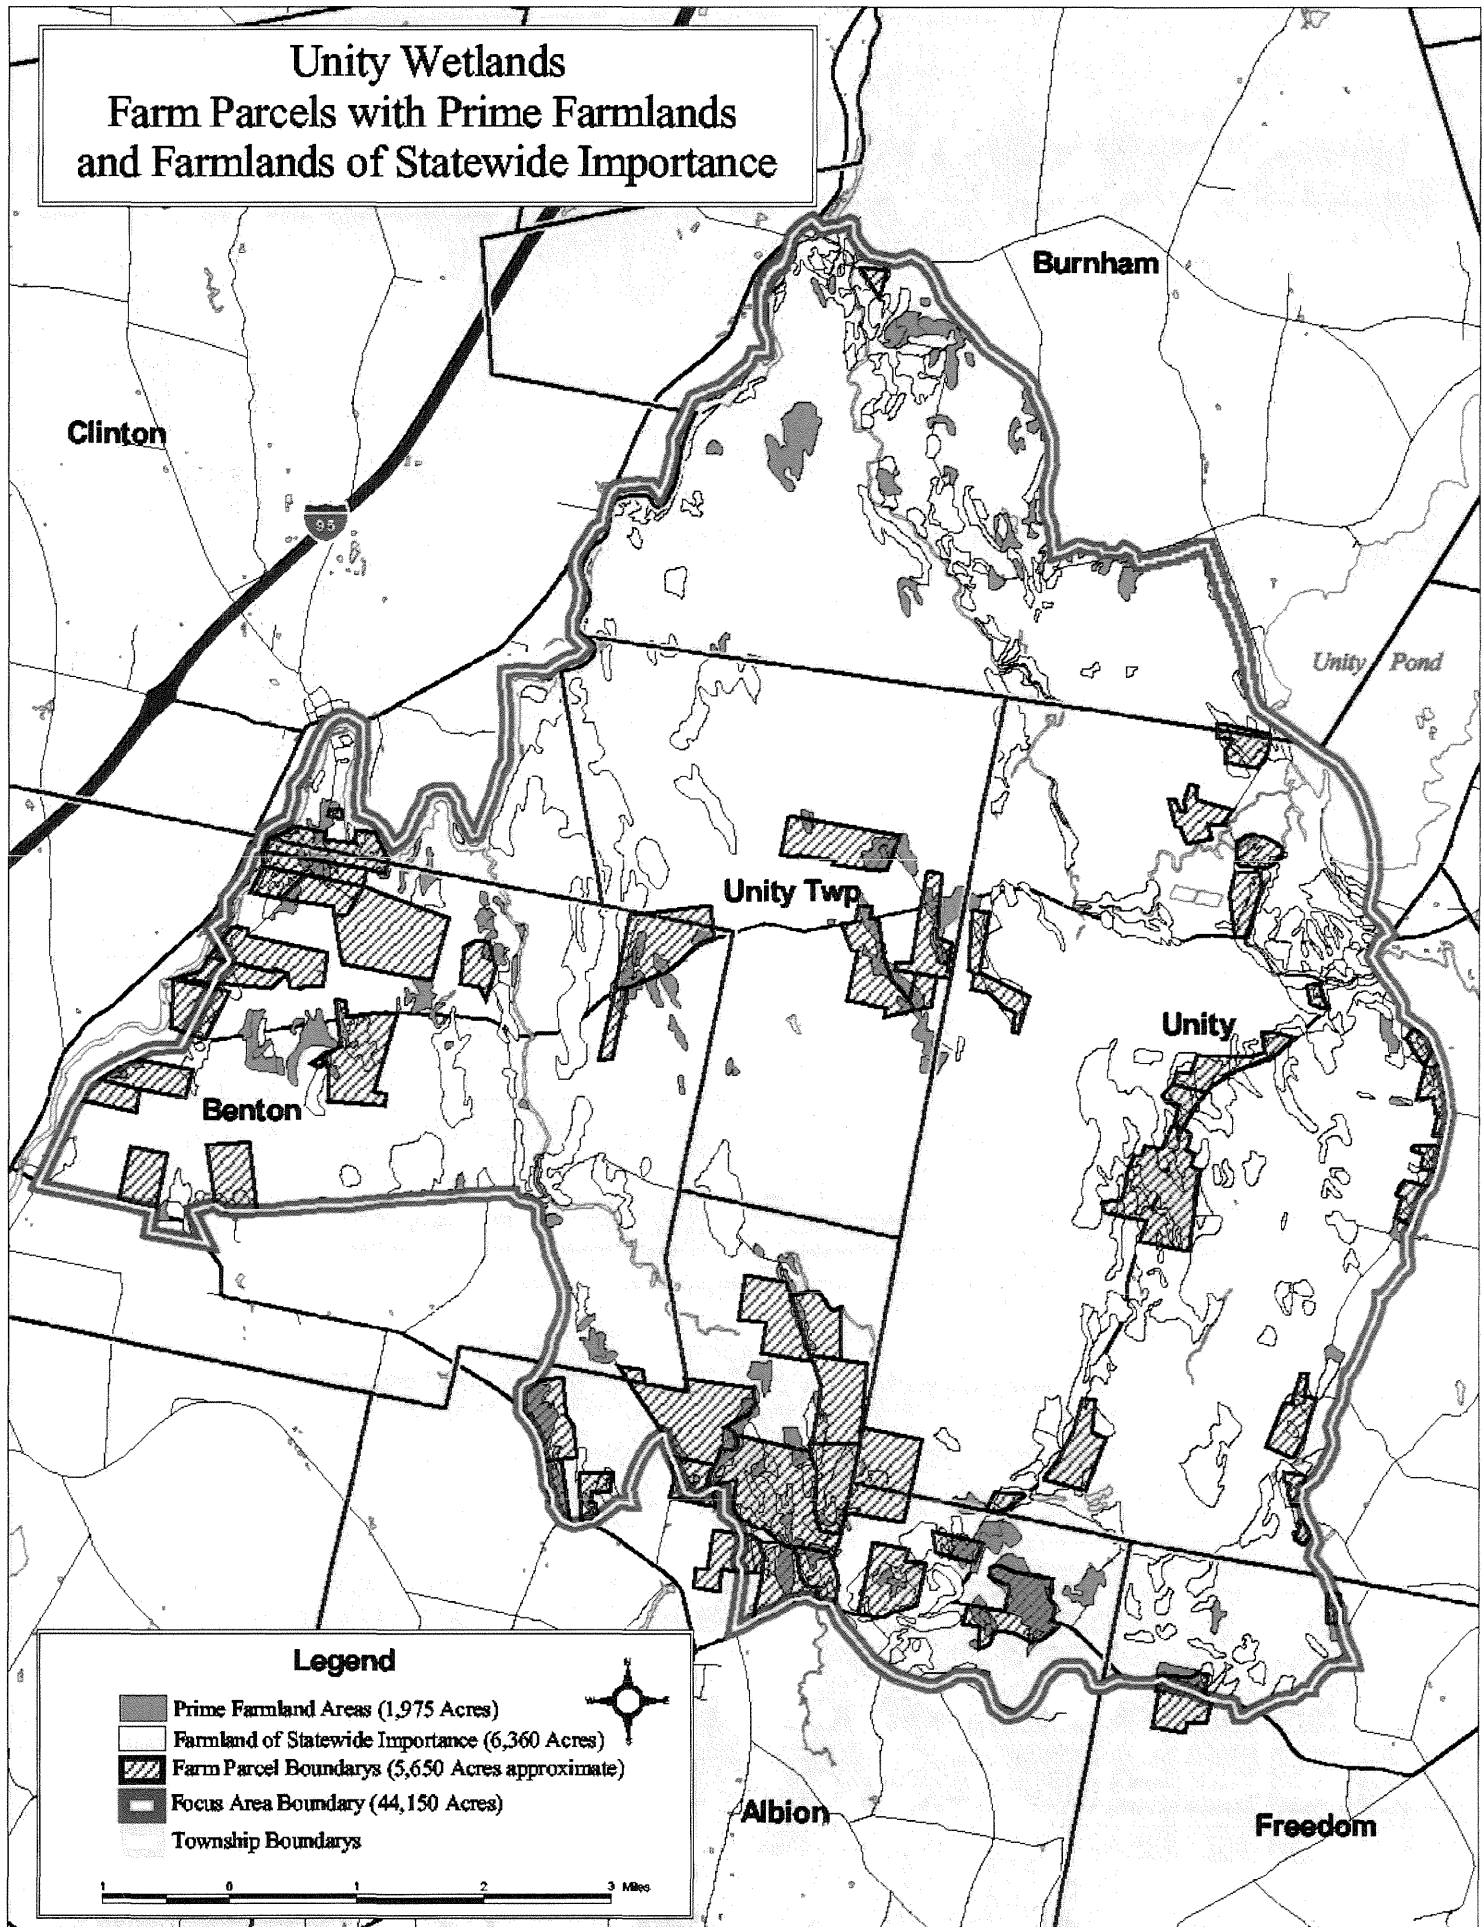 Unity Wetlands
Farm Parcels with Prime Farmlands
and Farmlands of Statewide Importance
Burnham
Clinton
95
Unity Pond
Unity Twp
Unity
Benton
Albion
Freedom
Legend
N
W E
S
Prime Farmland Areas (1,975 Acres)
Farmland of Statewide Importance (6,360 Acres)
Farm Parcel Boundarys (5,650 Acres approximate)
Focus Area Boundary (44,150 Acres)
Township Boundarys
1 0 1 2 3 Miles